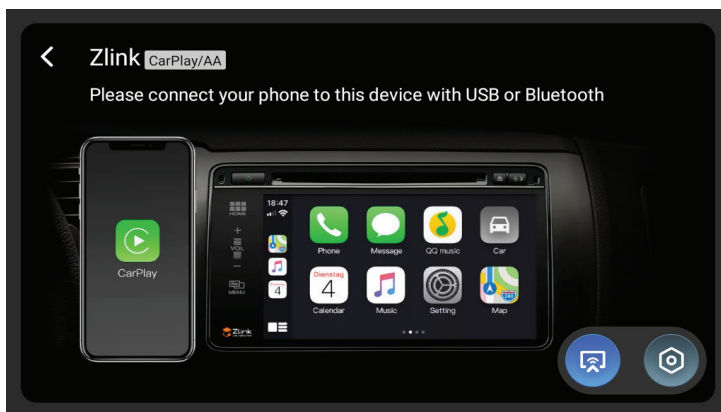 Zlink CarPlay/AA
Please connect your phone to this device with USB or Bluetooth
CarPlay
HOME
+
VOL
-
MENU
Zlink
18:47
4
Phone
Message
QQ music
Car
Dienstag
4
Calendar
Music
Setting
Map